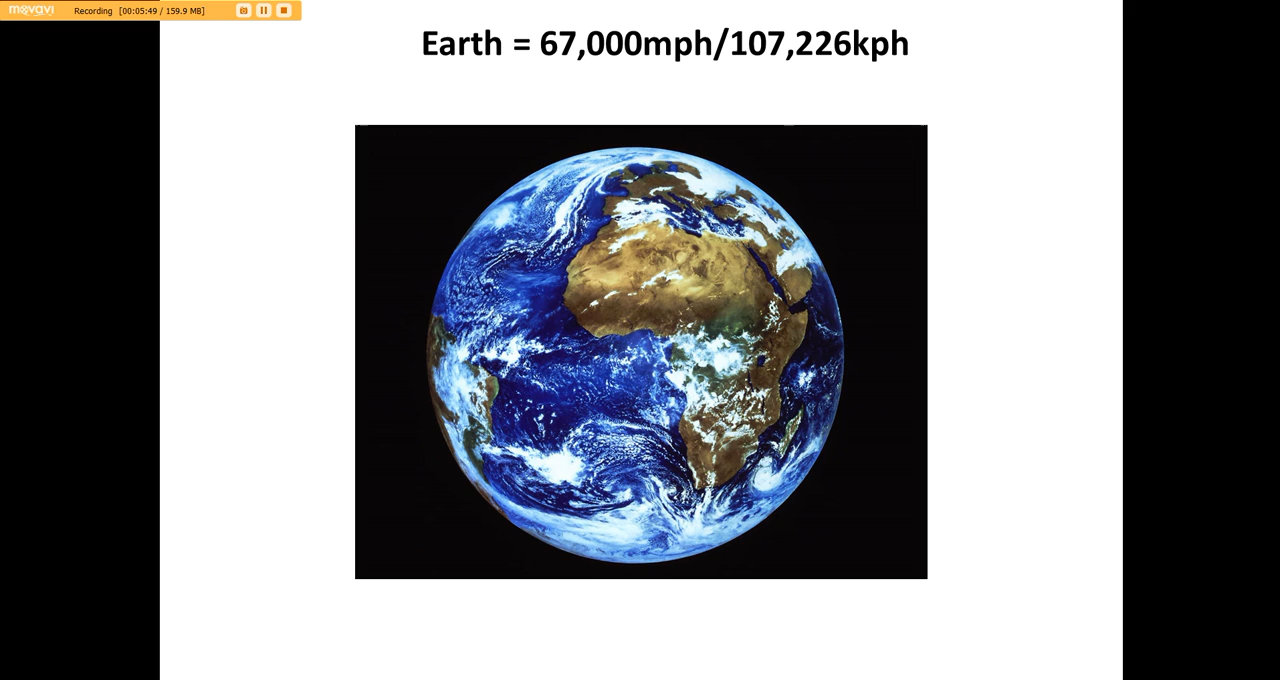 movavi Recording [00:05:49 / 159.9 MB]
Earth = 67,000mph/107,226kph